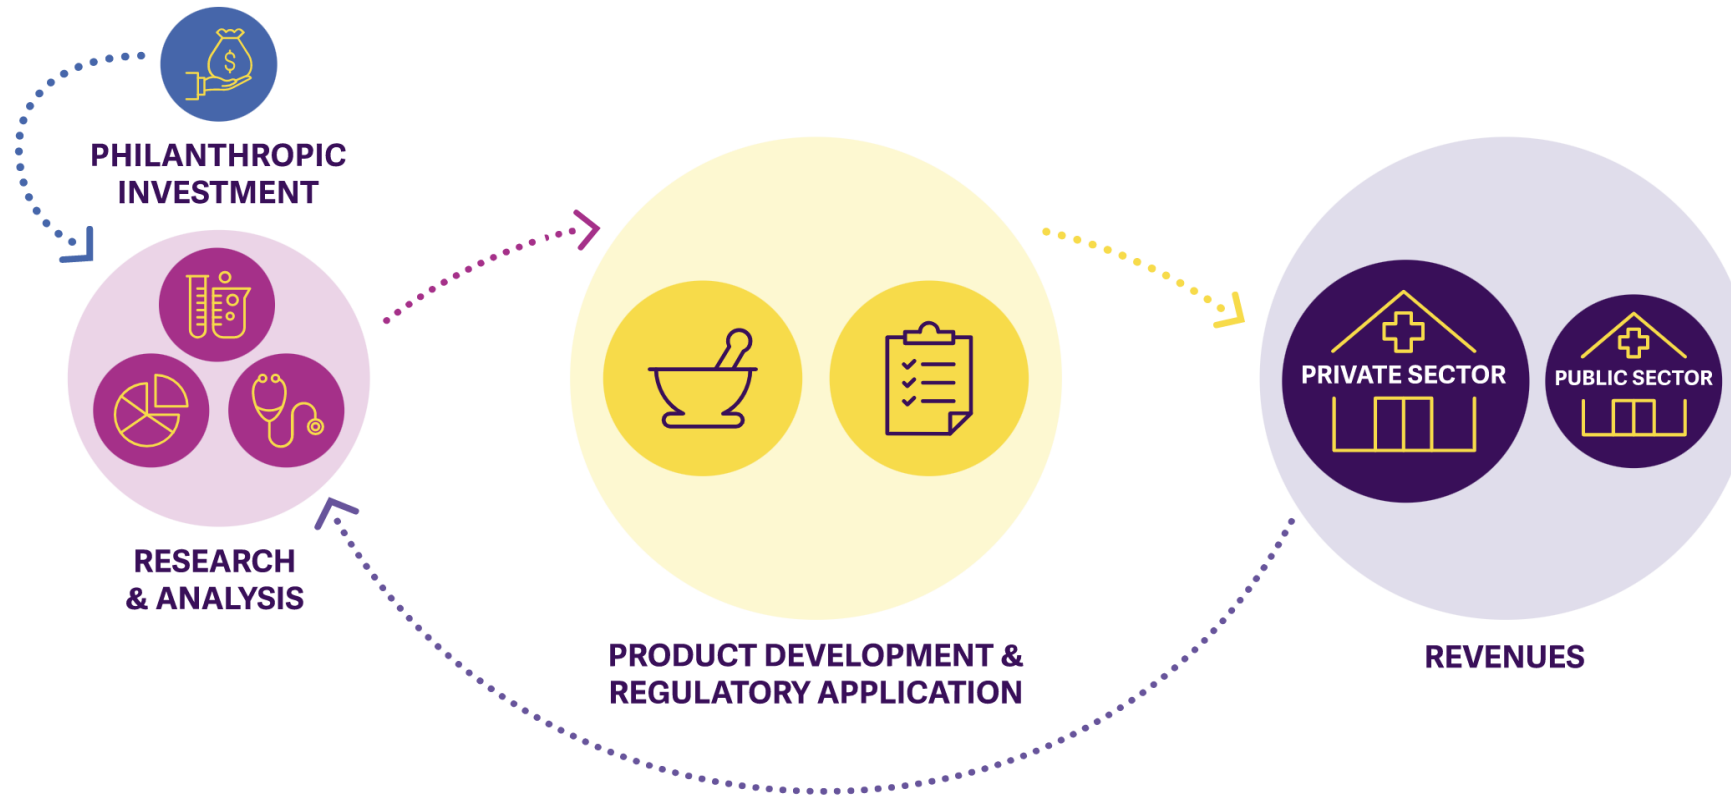 $
PHILANTHROPIC
INVESTMENT
RESEARCH
& ANALYSIS
PRODUCT DEVELOPMENT &
REGULATORY APPLICATION
PRIVATE SECTOR
PUBLIC SECTOR
REVENUES